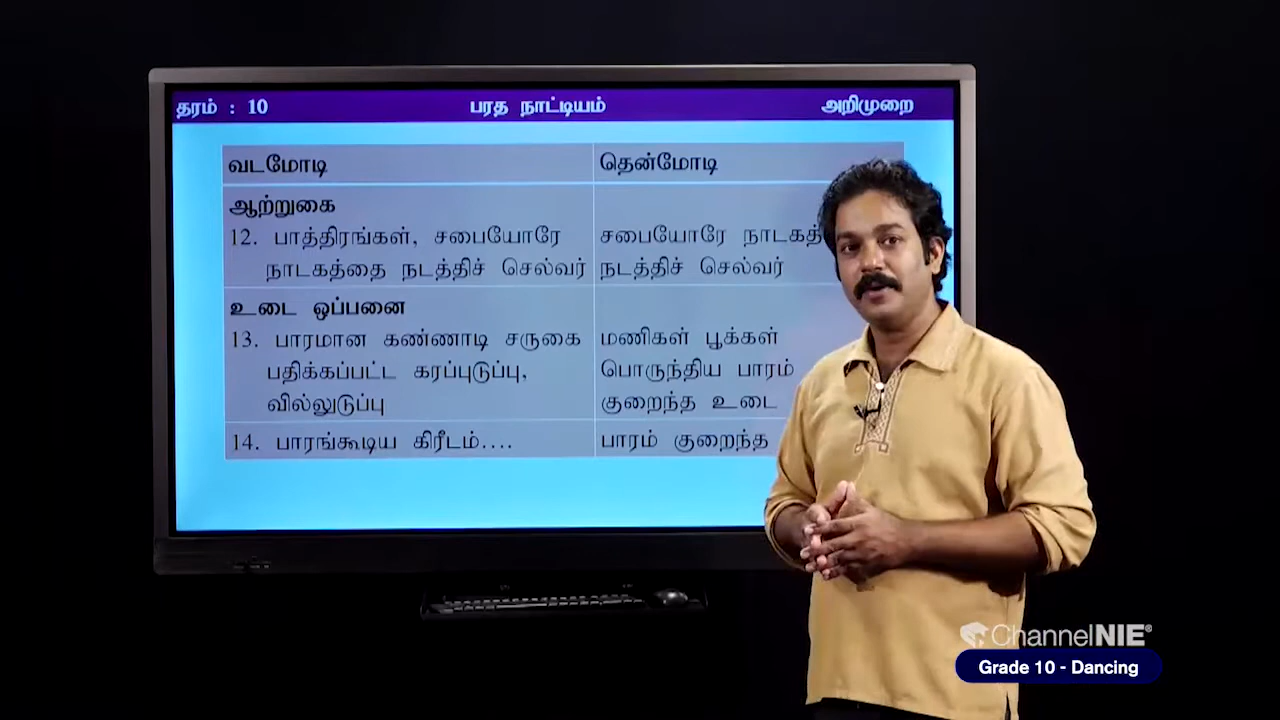 தரம் : 10 பரத நாட்டியம் அறிமுறை
வடமோடி தென்மோடி
ஆற்றுகை
12. பாத்திரங்கள், சபையோரே சபையோரே
நாடகத்தை நடத்திச் செல்வர் நடத்திச் செல்வர்
உடை ஒப்பனை
13. பாரமான கண்ணாடி சருகை மணிகள் பூக்கள்
பதிக்கப்பட்ட கரப்புடுப்பு, பொருந்திய பாரம்
வில்லுடுப்பு குறைந்த உடை
14. பாரங்கூடிய கிரீடம்.... பாரம் குறைந்த
ChannelNIE®
Grade 10 - Dancing